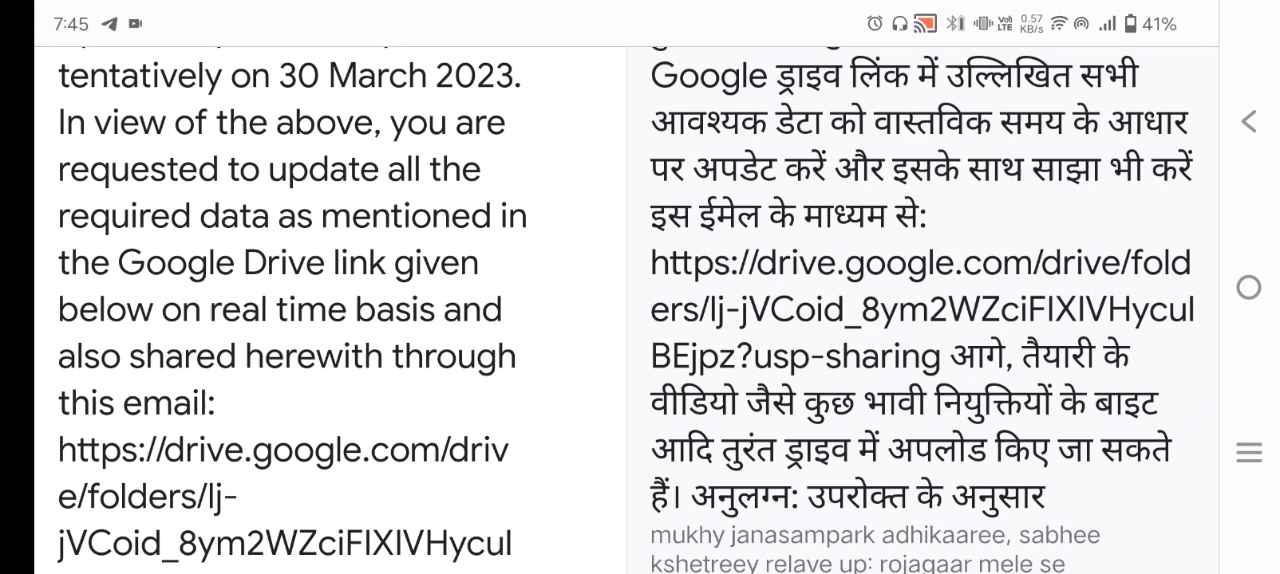 7:45
0.57 KB/s
41%
tentatively on 30 March 2023.
In view of the above, you are
requested to update all the
required data as mentioned in
the Google Drive link given
below on real time basis and
also shared herewith through
this email:
https://drive.google.com/driv
e/folders/lj-
jVCoid_8ym2WZciFIXIVHycul
Google ड्राइव लिंक में उल्लिखित सभी
आवश्यक डेटा को वास्तविक समय के आधार
पर अपडेट करें और इसके साथ साझा भी करें
इस ईमेल के माध्यम से:
https://drive.google.com/drive/fold
ers/lj-jVCoid_8ym2WZciFIXIVHycul
BEjpz?usp-sharing आगे, तैयारी के
वीडियो जैसे कुछ भावी नियुक्तियों के बाइट
आदि तुरंत ड्राइव में अपलोड किए जा सकते
हैं। अनुलग्न: उपरोक्त के अनुसार
mukhy janasampark adhikaaree, sabhee
kshetreey relave up: rojagaar mele se